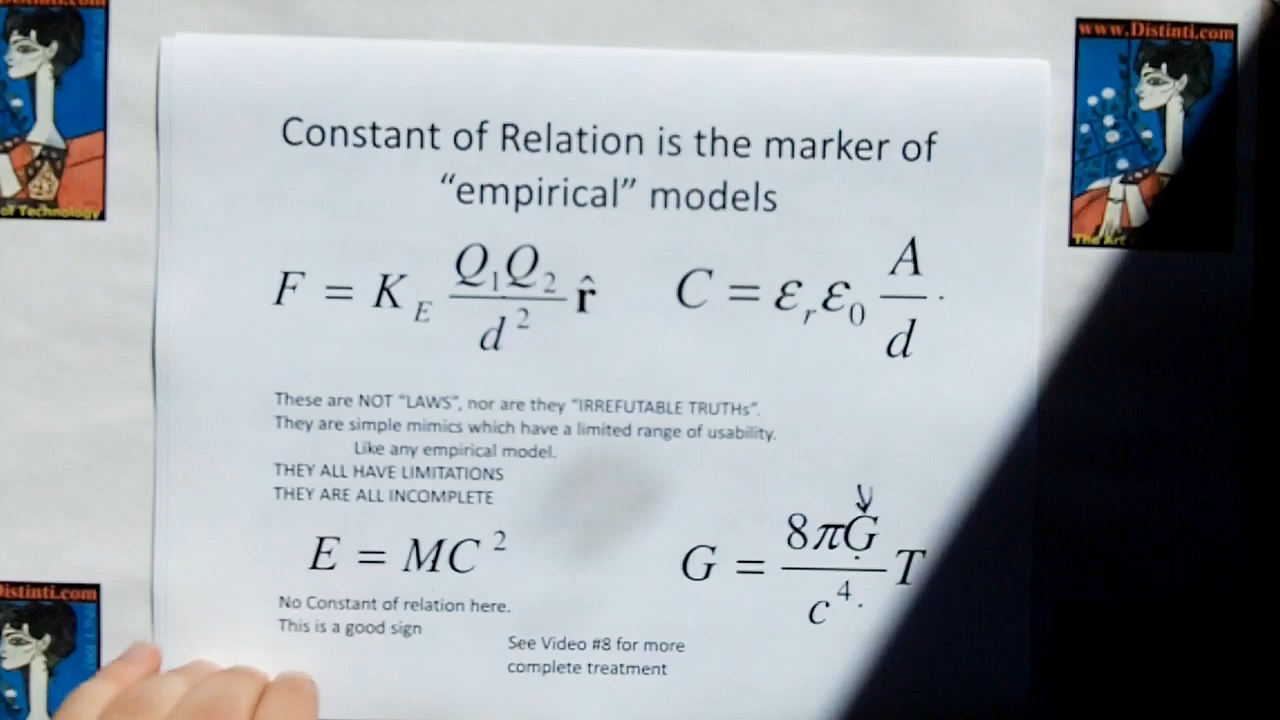 www.Distinti.com
Constant of Relation is the marker of
“empirical” models
F = K_E Q₁Q₂ / d² r̂
C = ε_r ε₀ A / d .
These are NOT “LAWS”, nor are they “IRREFUTABLE TRUTHs”.
They are simple mimics which have a limited range of usability.
Like any empirical model.
THEY ALL HAVE LIMITATIONS
THEY ARE ALL INCOMPLETE
E = MC²
G = 8πG / c⁴ T
No Constant of relation here.
This is a good sign
See Video #8 for more
complete treatment
of Technology
The Art
Distinti.com